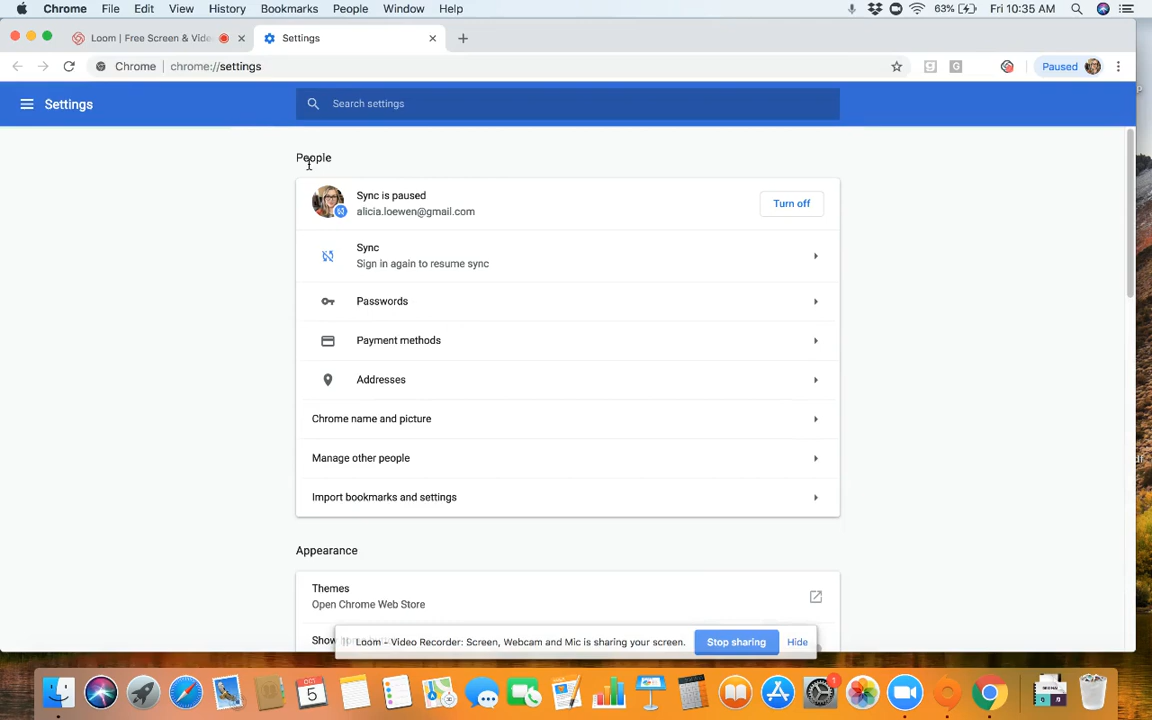 Chrome File Edit View History Bookmarks People Window Help 63% Fri 10:35 AM
Loom | Free Screen & Vide Settings
Chrome chrome://settings Paused
Settings Search settings
People
Sync is paused
alicia.loewen@gmail.com
Turn off
Sync
Sign in again to resume sync
Passwords
Payment methods
Addresses
Chrome name and picture
Manage other people
Import bookmarks and settings
Appearance
Themes
Open Chrome Web Store
Show
Loom – Video Recorder: Screen, Webcam and Mic is sharing your screen. Stop sharing Hide
5
1